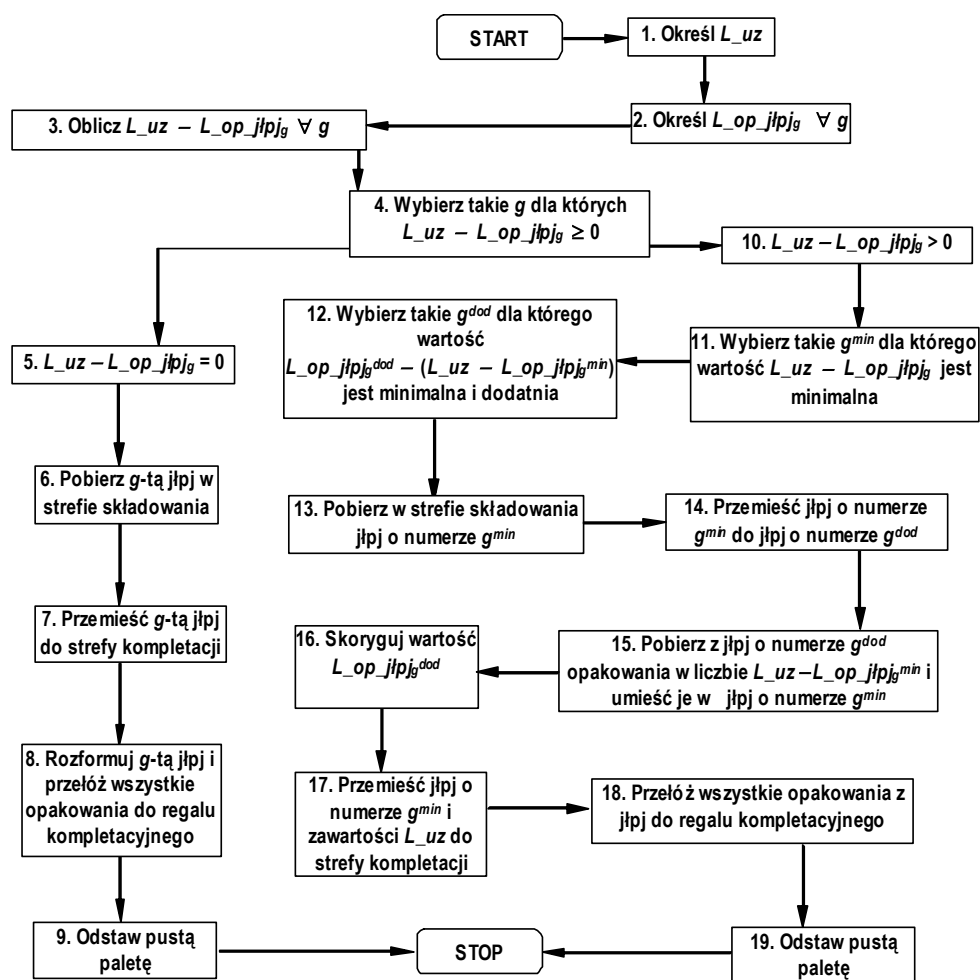 START
1. Określ L_uz
2. Określ L_op_jłpjg ∀ g
3. Oblicz L_uz – L_op_jłpjg ∀ g
4. Wybierz takie g dla których
L_uz – L_op_jłpjg ≥ 0
5. L_uz – L_op_jłpjg = 0
6. Pobierz g-tą jłpj w
strefie składowania
7. Przemieść g-tą jłpj
do strefy kompletacji
8. Rozformuj g-tą jłpj i
przełóż wszystkie
opakowania do regalu
kompletacyjnego
9. Odstaw pustą
paletę
10. L_uz – L_op_jłpjg > 0
11. Wybierz takie gmin dla którego
wartość L_uz – L_op_jłpjg jest
minimalna
12. Wybierz takie gdod dla którego
wartość
L_op_jłpjgdod – (L_uz – L_op_jłpjgmin)
jest minimalna i dodatnia
13. Pobierz w strefie składowania
jłpj o numerze gmin
14. Przemieść jłpj o numerze
gmin do jłpj o numerze gdod
15. Pobierz z jłpj o numerze gdod
opakowania w liczbie L_uz – L_op_jłpjgmin i
umieść je w jłpj o numerze gmin
16. Skoryguj wartość
L_op_jłpjgdod
17. Przemieść jłpj o
numerze gmin i
zawartości L_uz do
strefy kompletacji
18. Przełóż wszystkie opakowania z
jłpj do regalu kompletacyjnego
19. Odstaw pustą
paletę
STOP